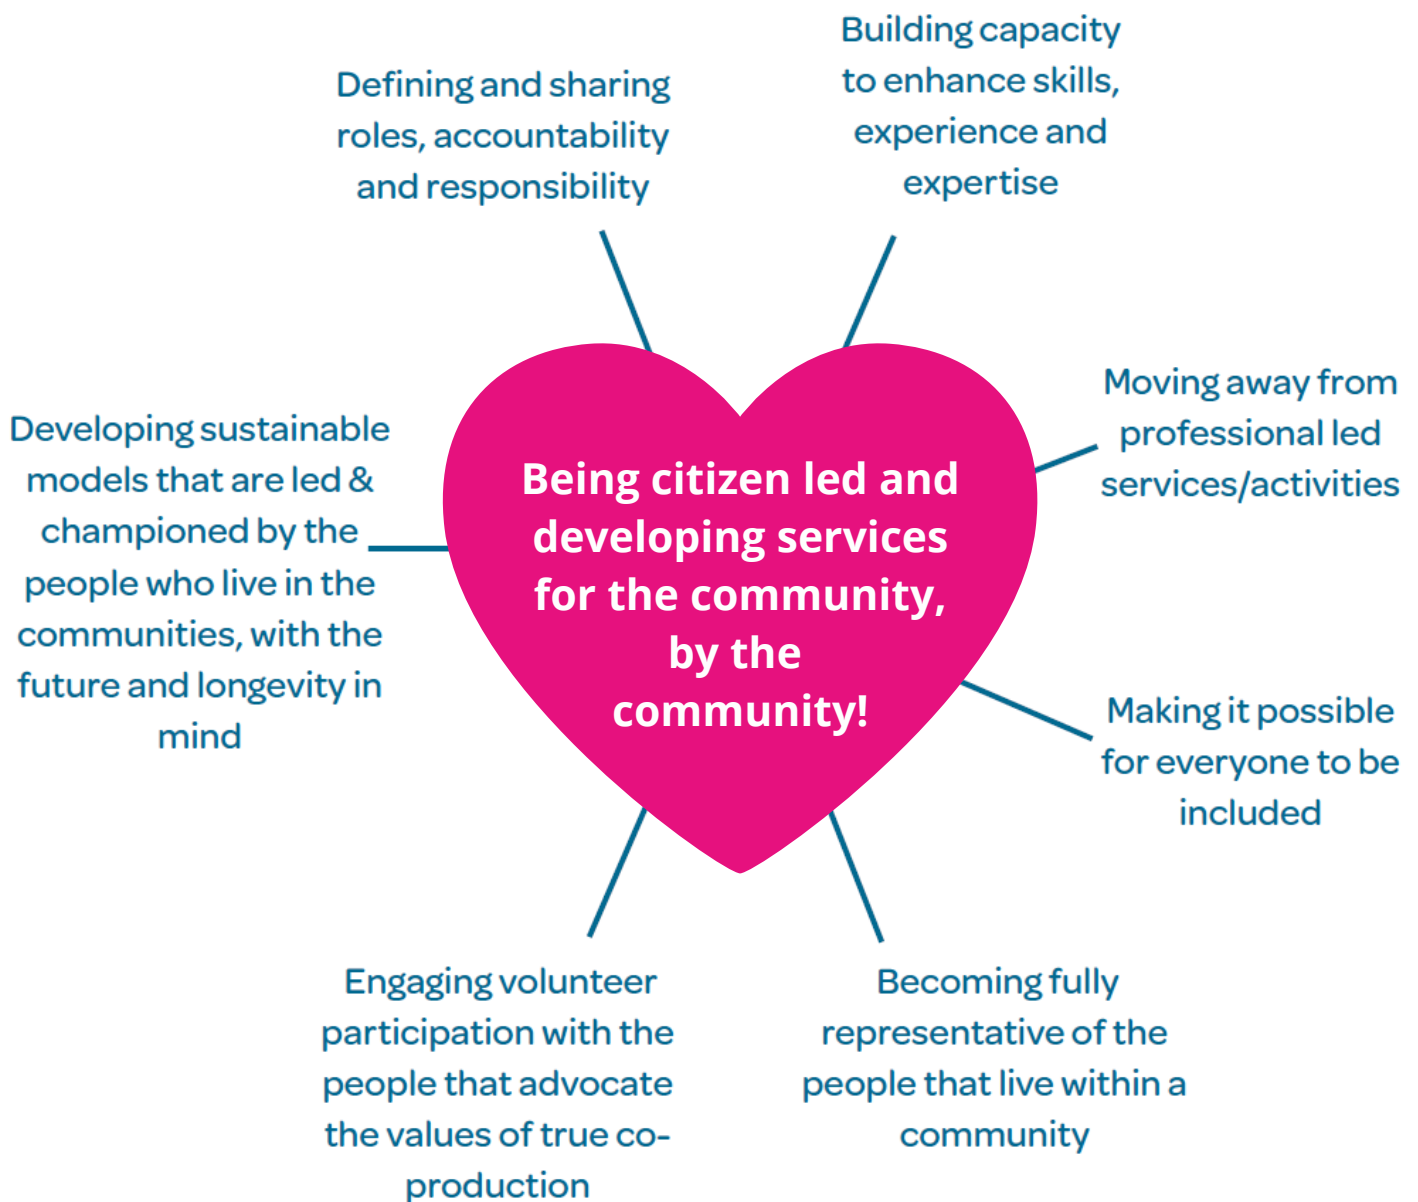 Building capacity
to enhance skills,
experience and
expertise
Defining and sharing
roles, accountability
and responsibility
Moving away from
professional led
services/activities
Developing sustainable
models that are led &
championed by the
people who live in the
communities, with the
future and longevity in
mind
Being citizen led and
developing services
for the community,
by the
community!
Making it possible
for everyone to be
included
Engaging volunteer
participation with the
people that advocate
the values of true co-
production
Becoming fully
representative of the
people that live within a
community